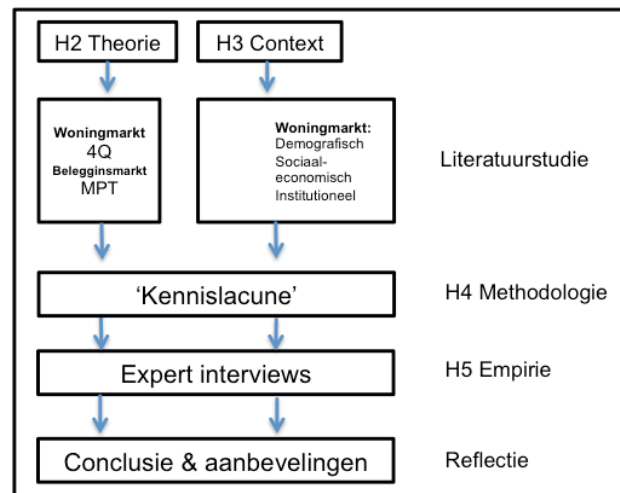 H2 Theorie
H3 Context
Woningmarkt
4Q
Belegginsmarkt
MPT
Woningmarkt:
Demografisch
Sociaal-
economisch
Institutioneel
Literatuurstudie
'Kennislacune'
H4 Methodologie
Expert interviews
H5 Empirie
Conclusie & aanbevelingen
Reflectie